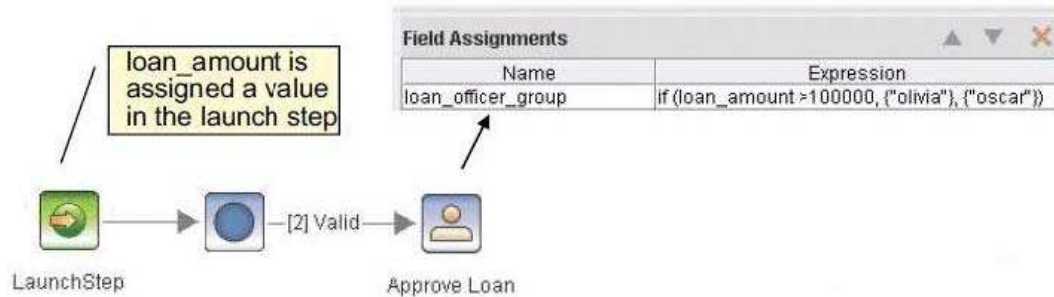 loan_amount is
assigned a value
in the launch step
Field Assignments
Name Expression
loan_officer_group if (loan_amount >100000, {"olivia"}, {"oscar"})
[2] Valid
LaunchStep
Approve Loan